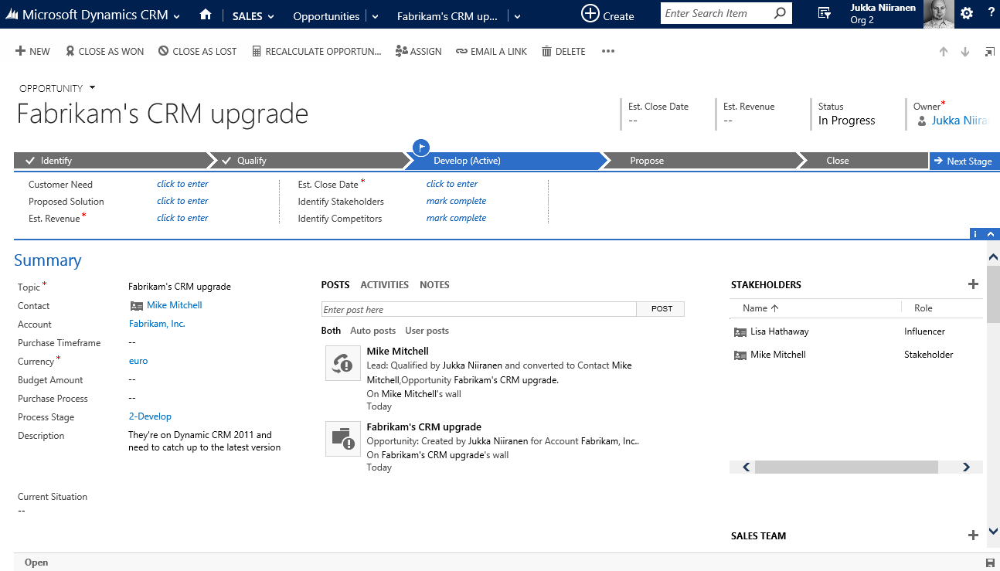 Microsoft Dynamics CRM SALES Opportunities Fabrikam's CRM up... Create Enter Search Item Jukka Niiranen ?
Org 2
NEW CLOSE AS WON CLOSE AS LOST RECALCULATE OPPORTUN... ASSIGN EMAIL A LINK DELETE •••
OPPORTUNITY
Fabrikam's CRM upgrade
Est. Close Date Est. Revenue Status Owner*
-- -- In Progress Jukka Niira
Identify Qualify Develop (Active) Propose Close Next Stage
Customer Need click to enter Est. Close Date* click to enter
Proposed Solution click to enter Identify Stakeholders mark complete
Est. Revenue* click to enter Identify Competitors mark complete
i
Summary
Topic* Fabrikam's CRM upgrade
Contact Mike Mitchell
Account Fabrikam, Inc.
Purchase Timeframe --
Currency* euro
Budget Amount --
Purchase Process --
Process Stage 2-Develop
Description They're on Dynamic CRM 2011 and
need to catch up to the latest version
Current Situation
--
POSTS ACTIVITIES NOTES
Enter post here POST
Both Auto posts User posts
Mike Mitchell
Lead: Qualified by Jukka Niiranen and converted to Contact Mike
Mitchell,Opportunity Fabrikam's CRM upgrade.
On Mike Mitchell's wall
Today
Fabrikam's CRM upgrade
Opportunity: Created by Jukka Niiranen for Account Fabrikam, Inc..
On Fabrikam's CRM upgrade's wall
Today
STAKEHOLDERS
Name Role
Lisa Hathaway Influencer
Mike Mitchell Stakeholder
SALES TEAM
Open